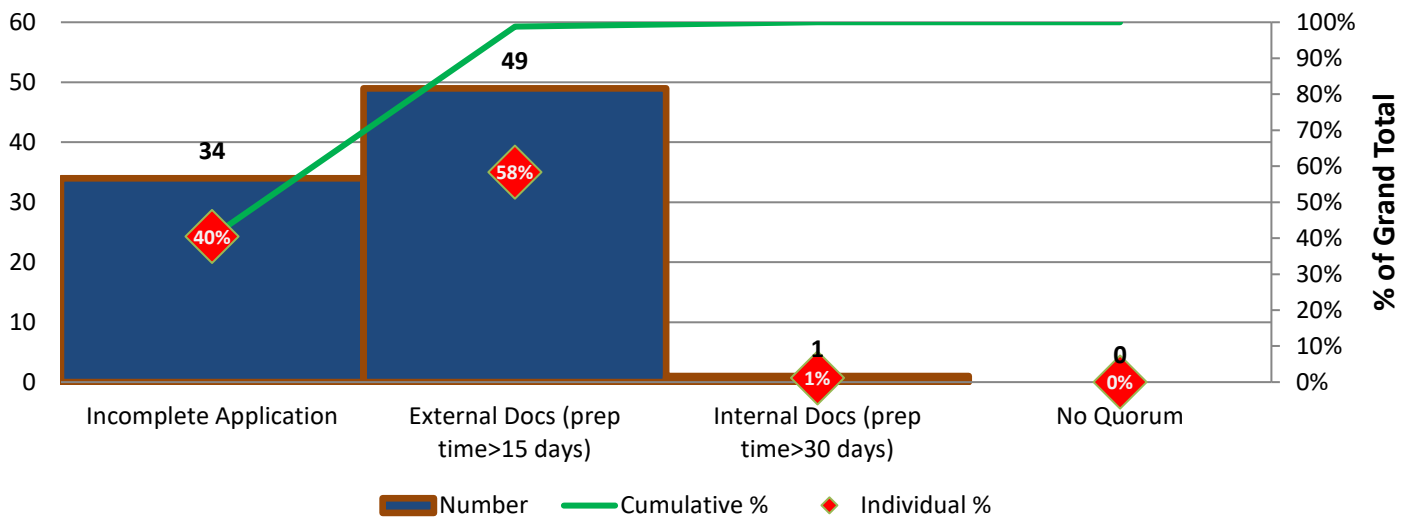 60
50
40
30
20
10
0
34
49
1
0
40%
58%
1%
0%
100%
90%
80%
70%
60%
50%
40%
30%
20%
10%
0%
% of Grand Total
Incomplete Application
External Docs (prep
time>15 days)
Internal Docs (prep
time>30 days)
No Quorum
Number
Cumulative %
Individual %